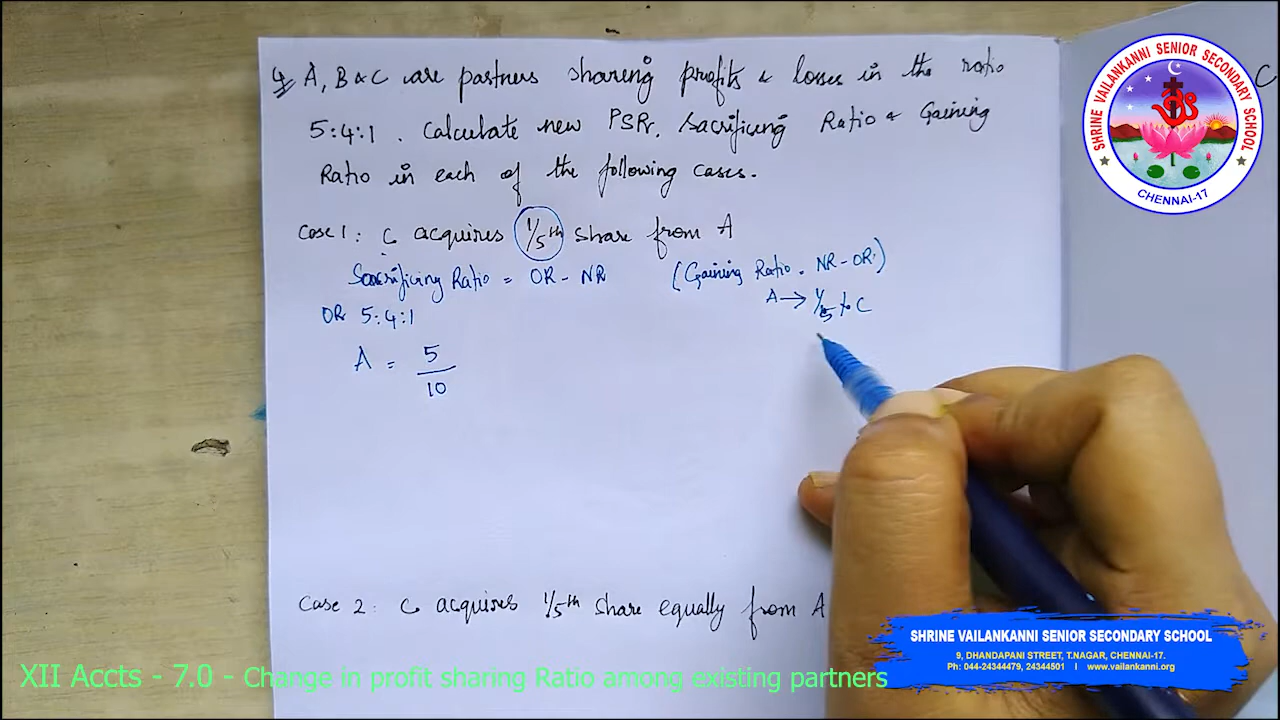 Q A, B & C are partners sharing profits & losses in the ratio
5:4:1. Calculate new PSR, Sacrificing Ratio & Gaining
Ratio in each of the following cases.
Case 1: C acquires 1/5th share from A
Sacrificing Ratio = OR - NR (Gaining Ratio = NR - OR)
A → 1/5 to C
OR 5:4:1
A = 5/10
Case 2: C acquires 1/5th share equally from A
SHRINE VAILANKANNI SENIOR SECONDARY SCHOOL
CHENNAI-17
C
SHRINE VAILANKANNI SENIOR SECONDARY SCHOOL
9, DHANDAPANI STREET, T.NAGAR, CHENNAI-17.
Ph: 044-24344479, 24344501 I www.vailankanni.org
XII Accts - 7.0 - Change in profit sharing Ratio among existing partners